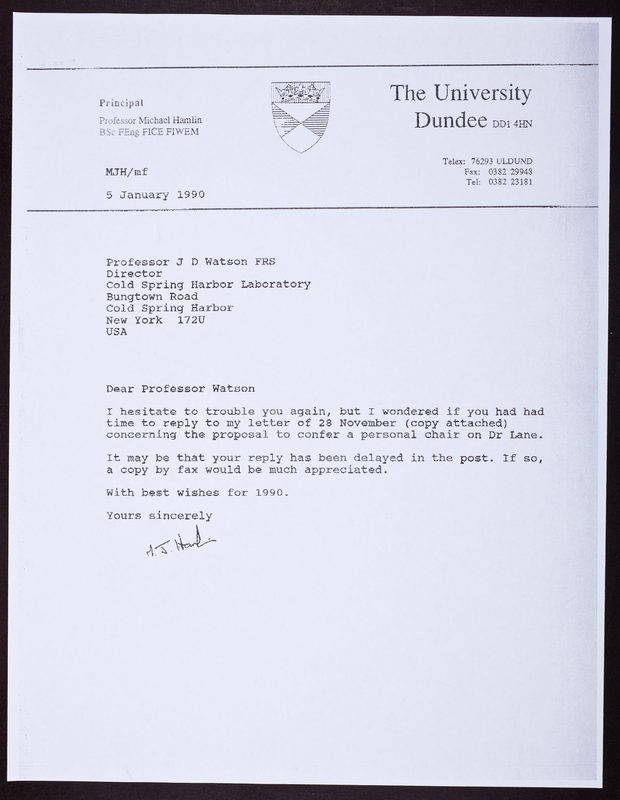 Principal
Professor Michael Hamlin
BSc FEng FICE FIWEM
The University
Dundee DD1 4HN
Telex: 76293 ULDUND
Fax: 0382 29948
Tel: 0382 23181
MJH/mf
5 January 1990
Professor J D Watson FRS
Director
Cold Spring Harbor Laboratory
Bungtown Road
Cold Spring Harbor
New York 172U
USA
Dear Professor Watson
I hesitate to trouble you again, but I wondered if you had had
time to reply to my letter of 28 November (copy attached)
concerning the proposal to confer a personal chair on Dr Lane.
It may be that your reply has been delayed in the post. If so,
a copy by fax would be much appreciated.
With best wishes for 1990.
Yours sincerely
M. J. Hamlin